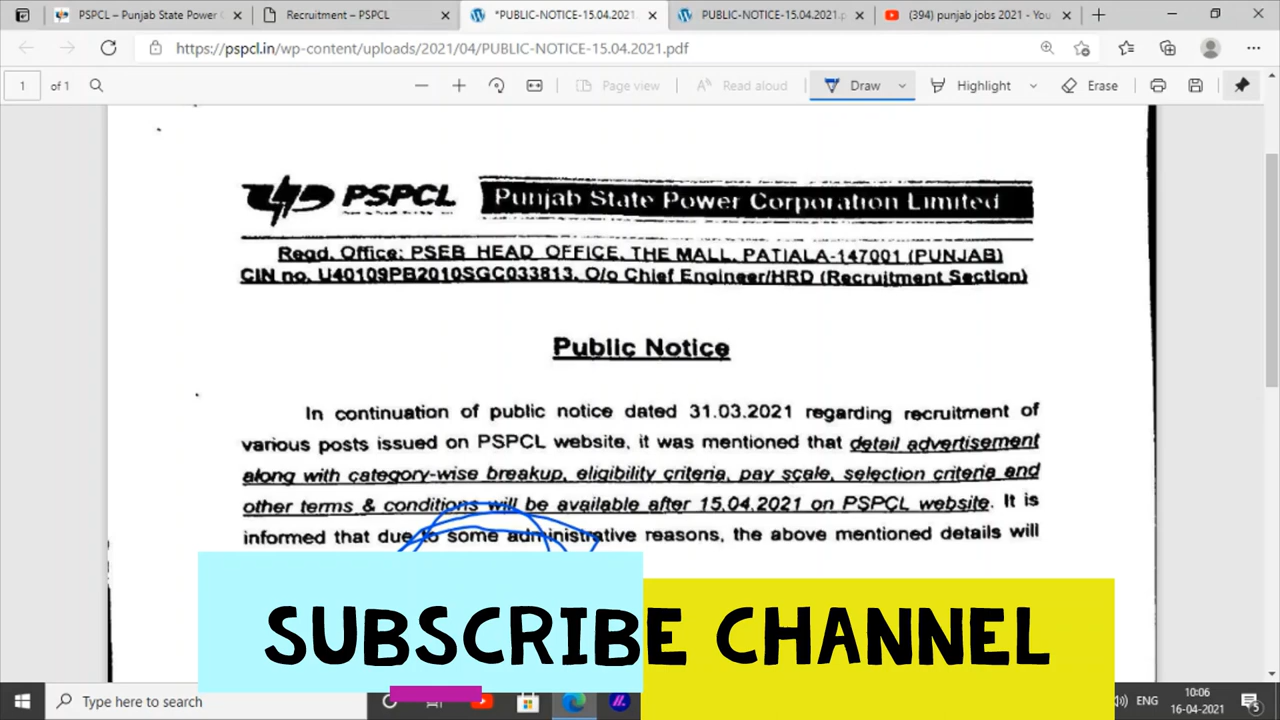 PSPCL – Punjab State Power
Recruitment – PSPCL
*PUBLIC-NOTICE-15.04.2021.
PUBLIC-NOTICE-15.04.2021.p
(394) punjab jobs 2021 - You
https://pspcl.in/wp-content/uploads/2021/04/PUBLIC-NOTICE-15.04.2021.pdf
1 of 1
Page view
Read aloud
Draw
Highlight
Erase
PSPCL
Punjab State Power Corporation Limited
Regd. Office: PSEB HEAD OFFICE, THE MALL, PATIALA-147001 (PUNJAB)
CIN no. U40109PB2010SGC033813, O/o Chief Engineer/HRD (Recruitment Section)
Public Notice
In continuation of public notice dated 31.03.2021 regarding recruitment of
various posts issued on PSPCL website, it was mentioned that detail advertisement
along with category-wise breakup, eligibility criteria, pay scale, selection criteria and
other terms & conditions will be available after 15.04.2021 on PSPCL website. It is
informed that due to some administrative reasons, the above mentioned details will
SUBSCRIBE CHANNEL
Type here to search
ENG
10:06
16-04-2021
5